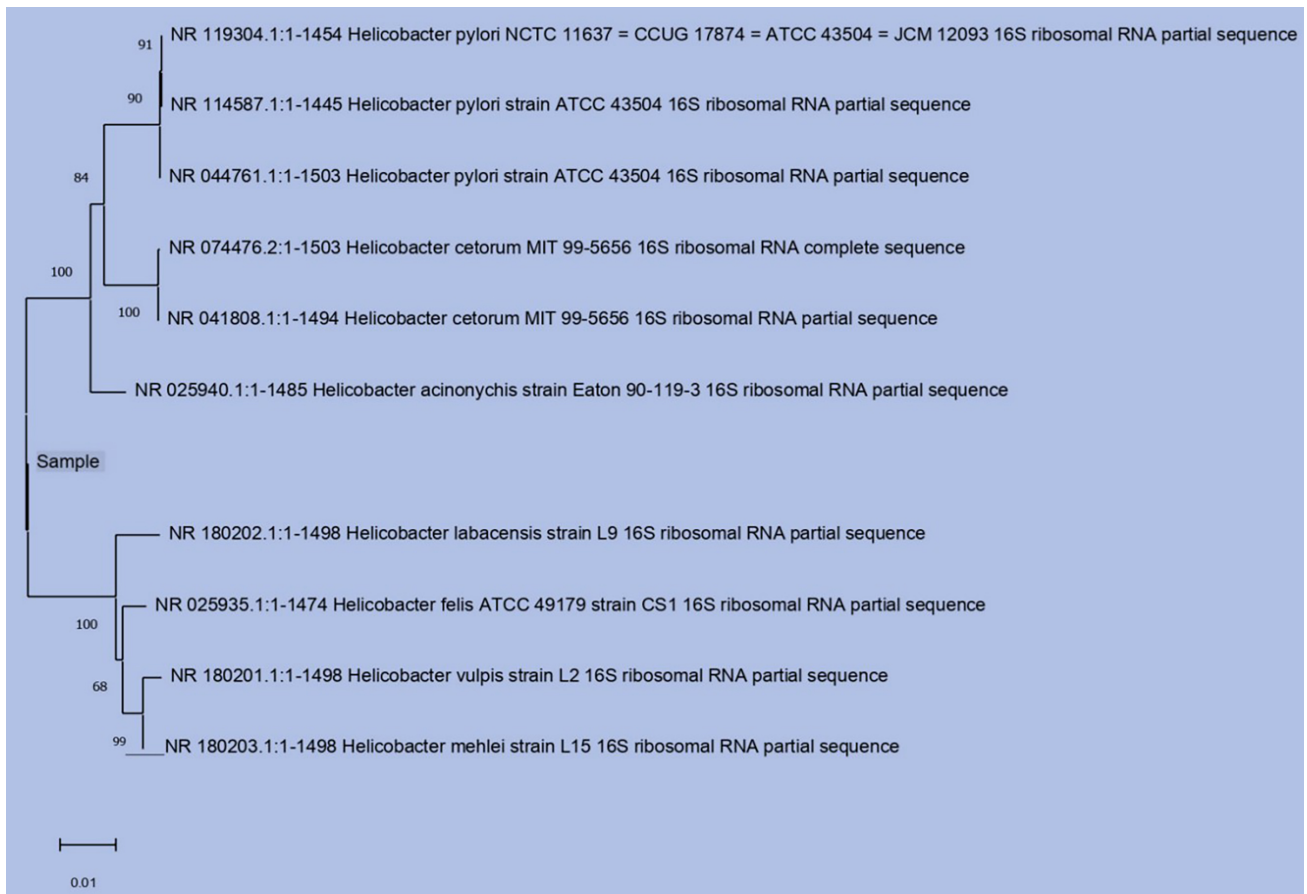 NR 119304.1:1-1454 Helicobacter pylori NCTC 11637 = CCUG 17874 = ATCC 43504 = JCM 12093 16S ribosomal RNA partial sequence
91
90
NR 114587.1:1-1445 Helicobacter pylori strain ATCC 43504 16S ribosomal RNA partial sequence
84
NR 044761.1:1-1503 Helicobacter pylori strain ATCC 43504 16S ribosomal RNA partial sequence
NR 074476.2:1-1503 Helicobacter cetorum MIT 99-5656 16S ribosomal RNA complete sequence
100
100
NR 041808.1:1-1494 Helicobacter cetorum MIT 99-5656 16S ribosomal RNA partial sequence
NR 025940.1:1-1485 Helicobacter acinonychis strain Eaton 90-119-3 16S ribosomal RNA partial sequence
Sample
NR 180202.1:1-1498 Helicobacter labacensis strain L9 16S ribosomal RNA partial sequence
NR 025935.1:1-1474 Helicobacter felis ATCC 49179 strain CS1 16S ribosomal RNA partial sequence
100
NR 180201.1:1-1498 Helicobacter vulpis strain L2 16S ribosomal RNA partial sequence
68
99
NR 180203.1:1-1498 Helicobacter mehlei strain L15 16S ribosomal RNA partial sequence
0.01